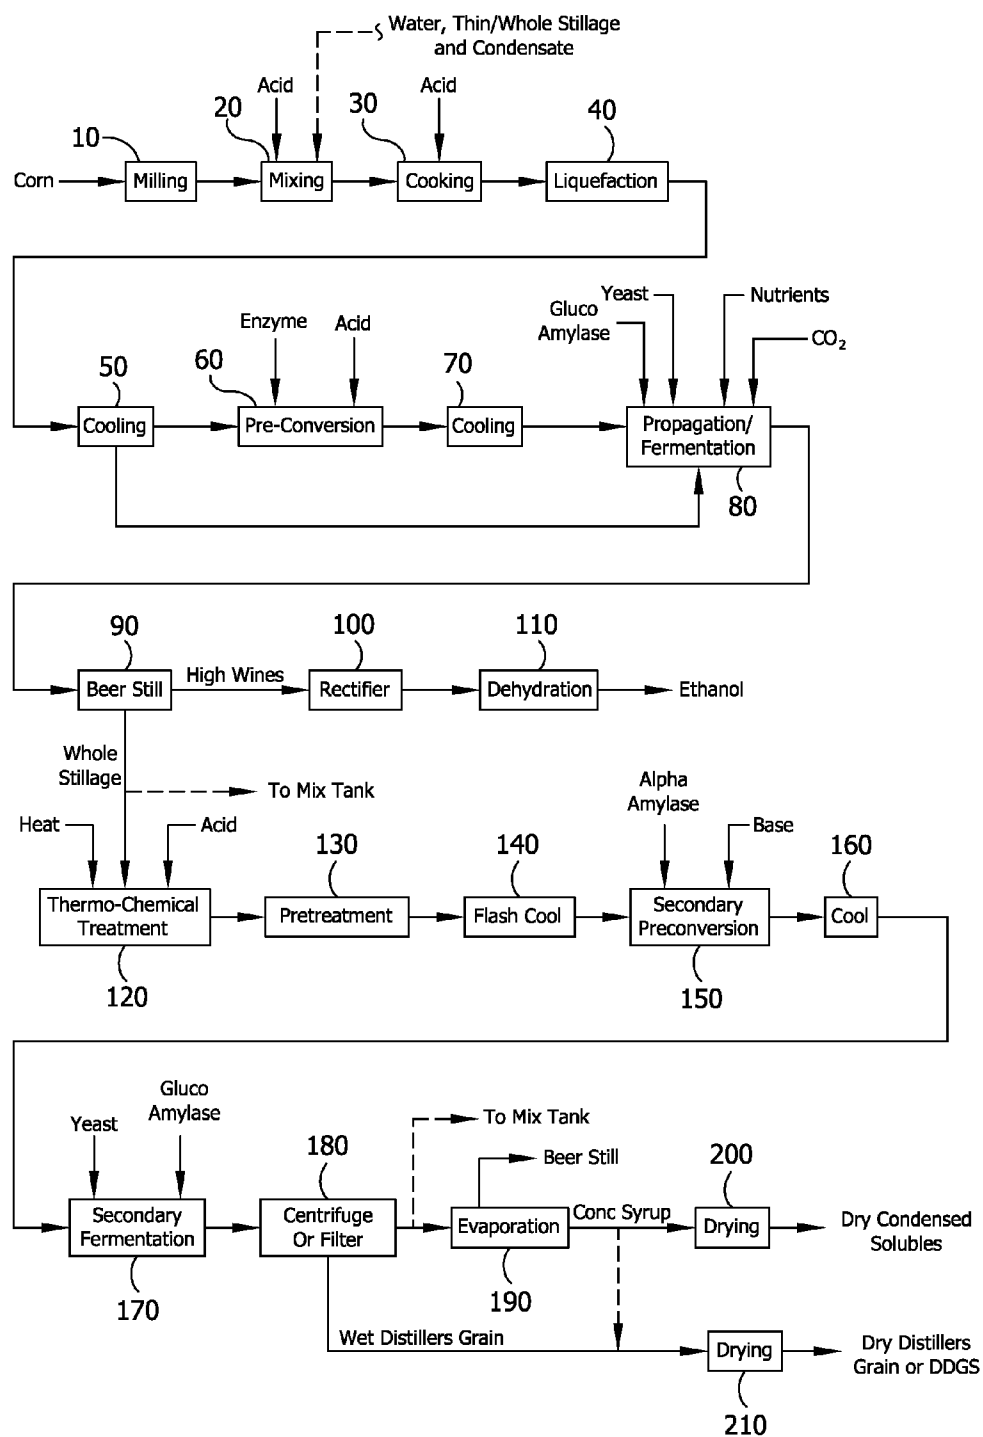 Water, Thin/Whole Stillage
and Condensate
Acid
Acid
10
20
30
40
Corn
Milling
Mixing
Cooking
Liquefaction
Yeast
Nutrients
Gluco
Amylase
Enzyme
Acid
CO₂
50
60
70
Cooling
Pre-Conversion
Cooling
Propagation/
Fermentation
80
90
100
110
High Wines
Beer Still
Rectifier
Dehydration
Ethanol
Whole
Stillage
To Mix Tank
Alpha
Amylase
Heat
Acid
Base
130
140
160
Thermo-Chemical
Treatment
Pretreatment
Flash Cool
Secondary
Preconversion
Cool
120
150
Gluco
Amylase
Yeast
To Mix Tank
180
Beer Still
200
Secondary
Fermentation
Centrifuge
Or Filter
Evaporation
Conc Syrup
Drying
Dry Condensed
Solubles
170
190
Wet Distillers Grain
Drying
Dry Distillers
Grain or DDGS
210